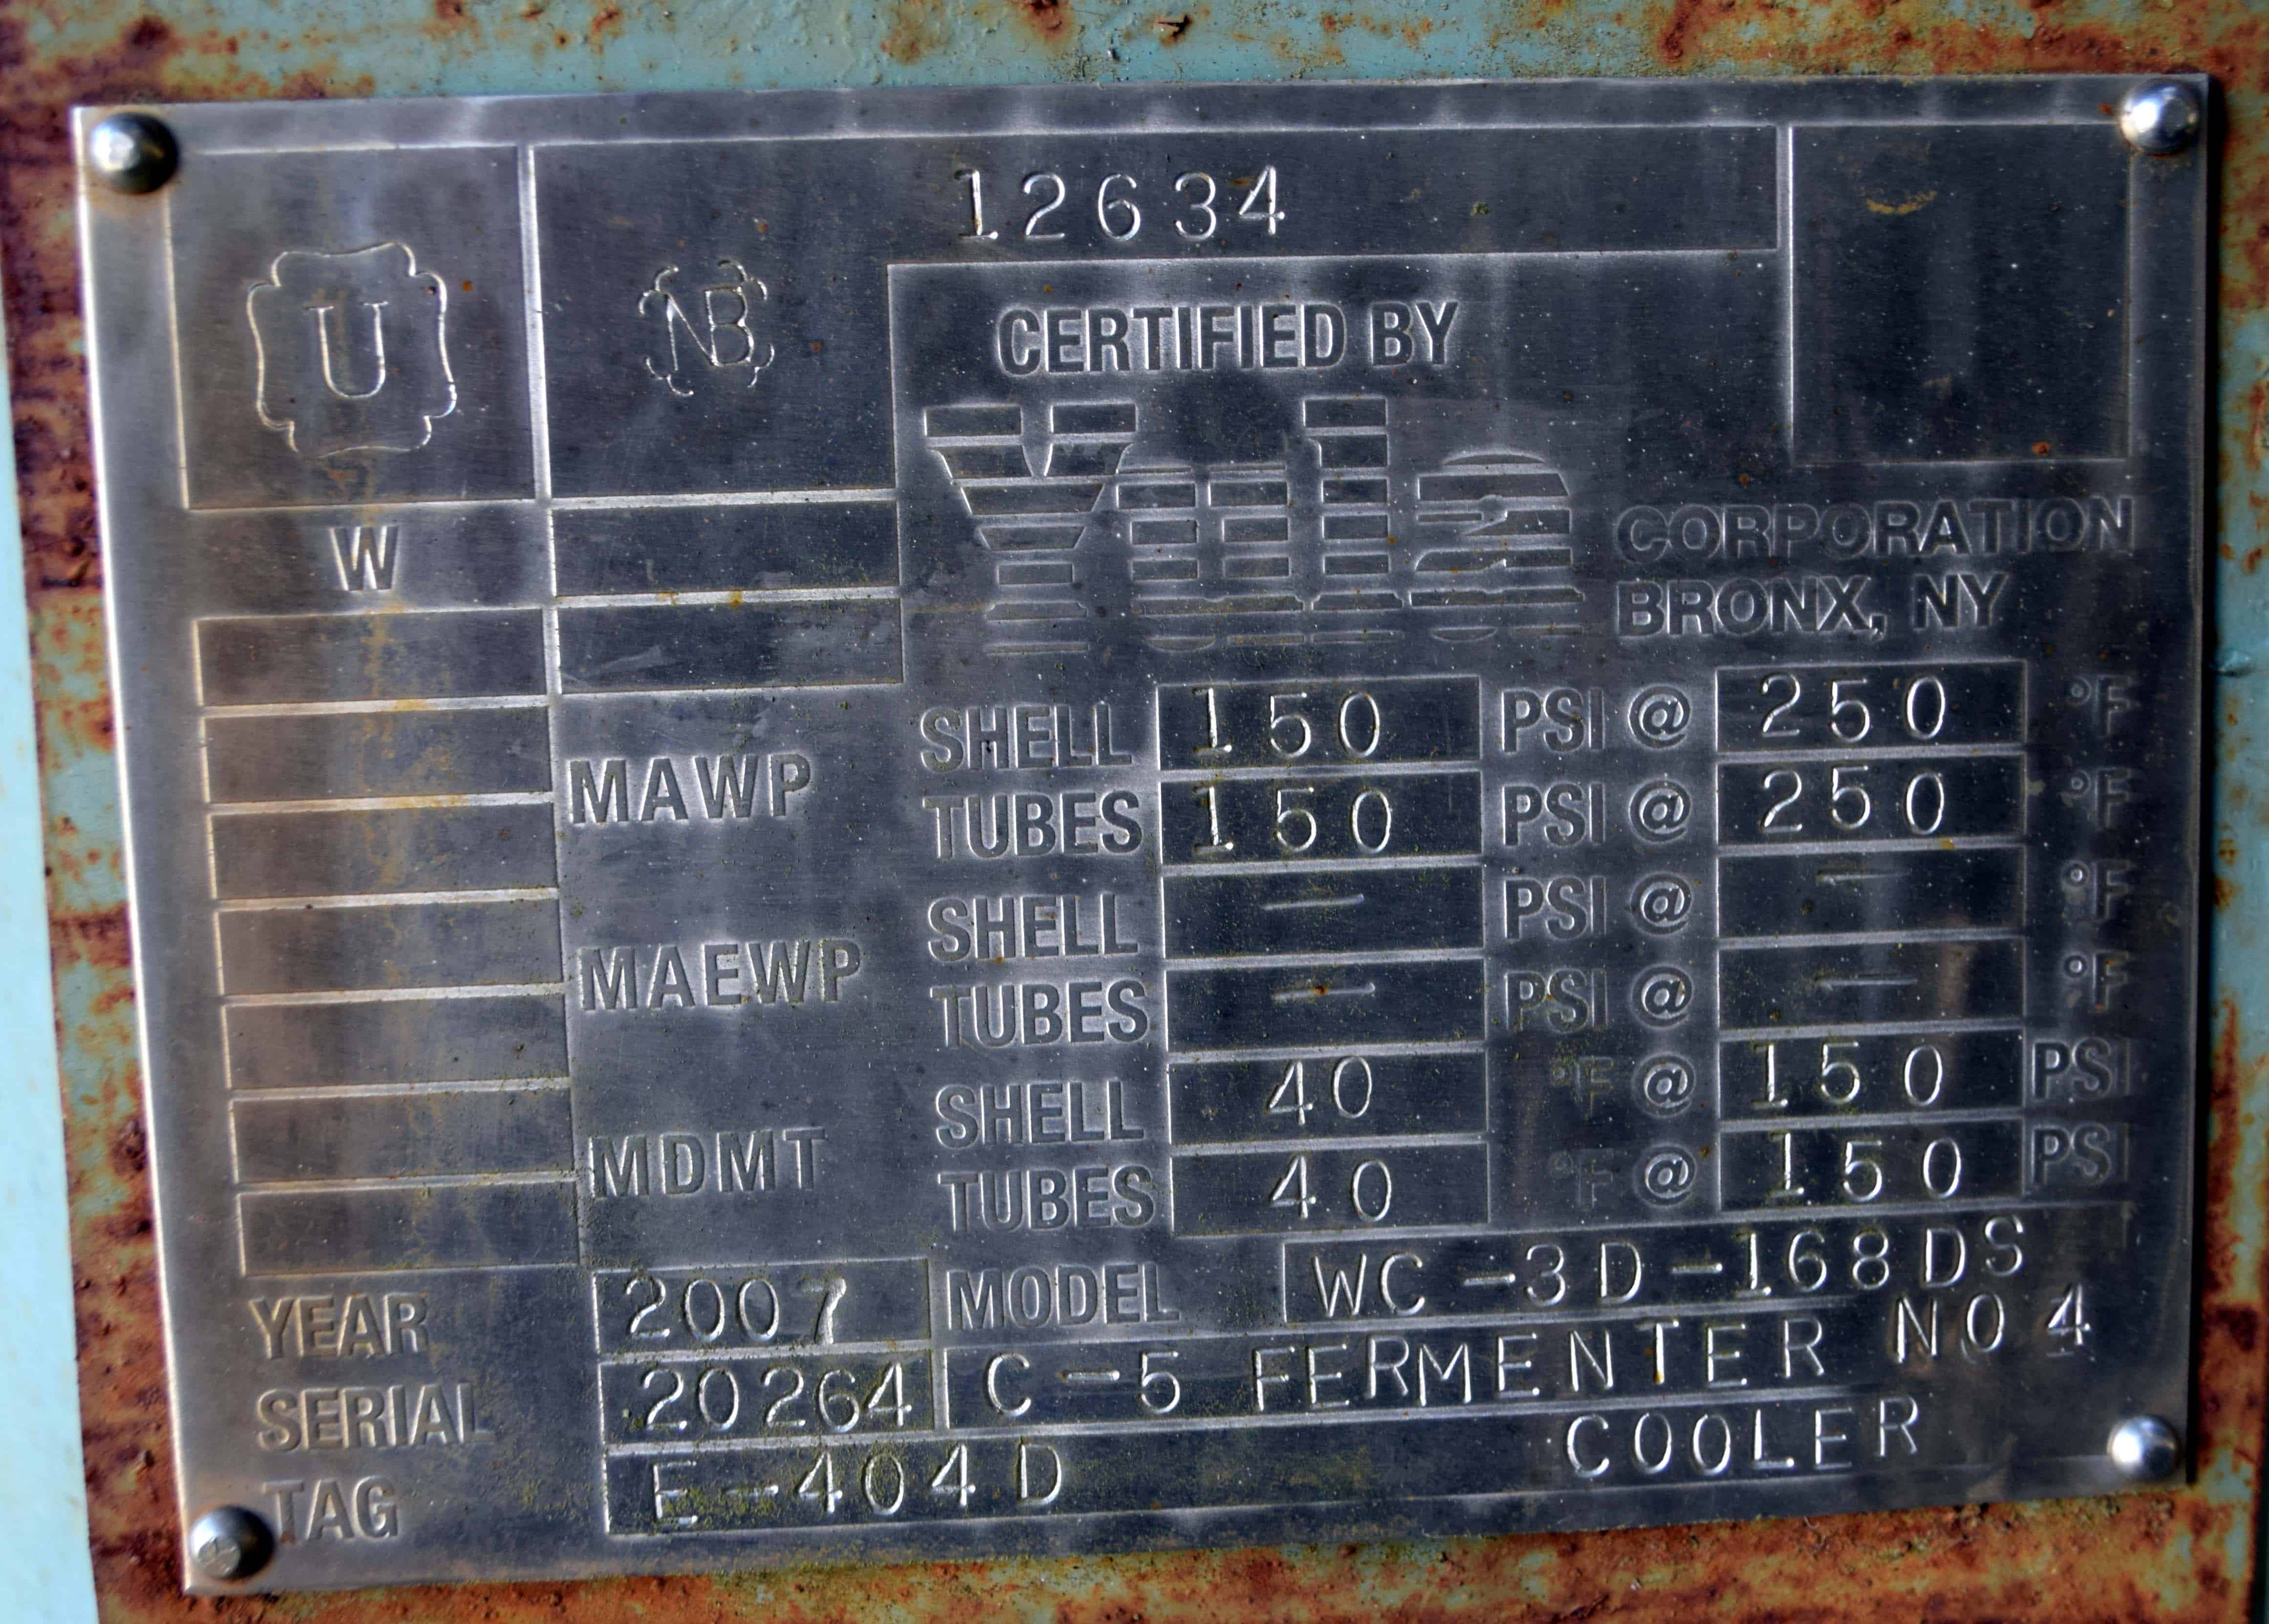 12634
U
NB
CERTIFIED BY
Yula
CORPORATION
BRONX, NY
W
MAWP
SHELL 150 PSI @ 250 °F
TUBES 150 PSI @ 250 °F
MAEWP
SHELL — PSI @ — °F
TUBES — PSI @ — °F
MDMT
SHELL 40 °F @ 150 PSI
TUBES 40 °F @ 150 PSI
YEAR 2007 MODEL WC-3D-168DS
SERIAL 20264 C-5 FERMENTER NO 4
COOLER
TAG E-404D